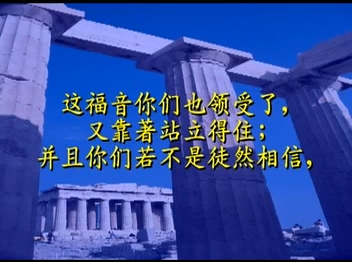 这福音你们也领受了，
又靠著站立得住；
并且你们若不是徒然相信，